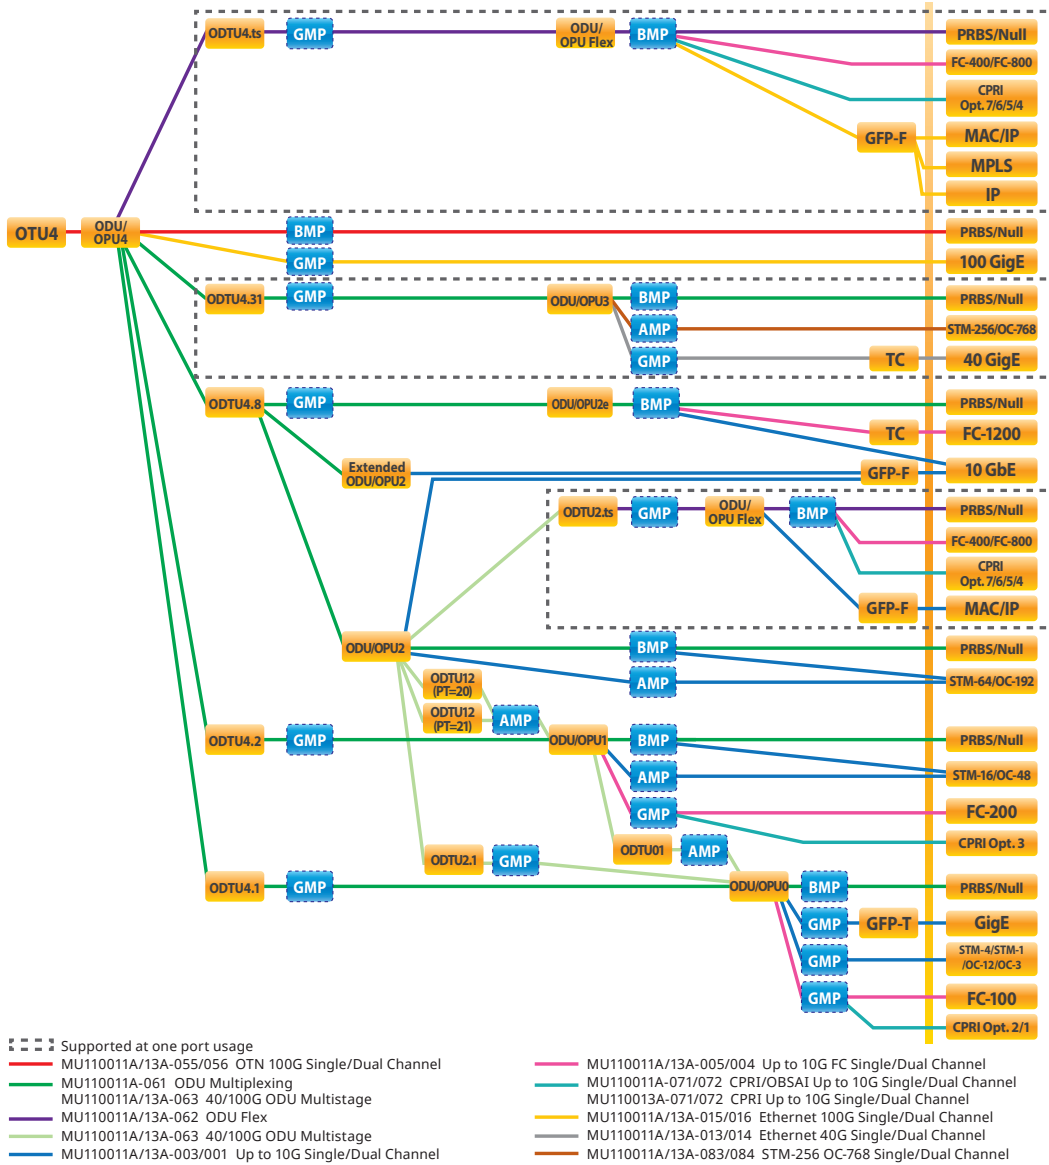 ODTU4.ts
GMP
ODU/
OPU Flex
BMP
PRBS/Null
FC-400/FC-800
CPRI
Opt. 7/6/5/4
GFP-F
MAC/IP
MPLS
IP
OTU4
ODU/
OPU4
BMP
PRBS/Null
GMP
100 GigE
ODTU4.31
GMP
ODU/OPU3
BMP
PRBS/Null
AMP
STM-256/OC-768
GMP
TC
40 GigE
ODTU4.8
GMP
ODU/OPU2e
BMP
PRBS/Null
TC
FC-1200
Extended
ODU/OPU2
GFP-F
10 GbE
ODTU2.ts
GMP
ODU/
OPU Flex
BMP
PRBS/Null
FC-400/FC-800
CPRI
Opt. 7/6/5/4
GFP-F
MAC/IP
ODU/OPU2
BMP
PRBS/Null
AMP
STM-64/OC-192
ODTU12
(PT=20)
ODTU12
(PT=21)
AMP
ODTU4.2
GMP
ODU/OPU1
BMP
PRBS/Null
AMP
STM-16/OC-48
GMP
FC-200
CPRI Opt. 3
ODTU01
AMP
ODTU2.1
GMP
ODTU4.1
GMP
ODU/OPU0
BMP
PRBS/Null
GMP
GFP-T
GigE
GMP
STM-4/STM-1
/OC-12/OC-3
GMP
FC-100
CPRI Opt. 2/1
Supported at one port usage
MU110011A/13A-055/056 OTN 100G Single/Dual Channel
MU110011A-061 ODU Multiplexing
MU110011A/13A-063 40/100G ODU Multistage
MU110011A/13A-062 ODU Flex
MU110011A/13A-063 40/100G ODU Multistage
MU110011A/13A-003/001 Up to 10G Single/Dual Channel
MU110011A/13A-005/004 Up to 10G FC Single/Dual Channel
MU110011A-071/072 CPRI/OBSAI Up to 10G Single/Dual Channel
MU110013A-071/072 CPRI Up to 10G Single/Dual Channel
MU110011A/13A-015/016 Ethernet 100G Single/Dual Channel
MU110011A/13A-013/014 Ethernet 40G Single/Dual Channel
MU110011A/13A-083/084 STM-256 OC-768 Single/Dual Channel